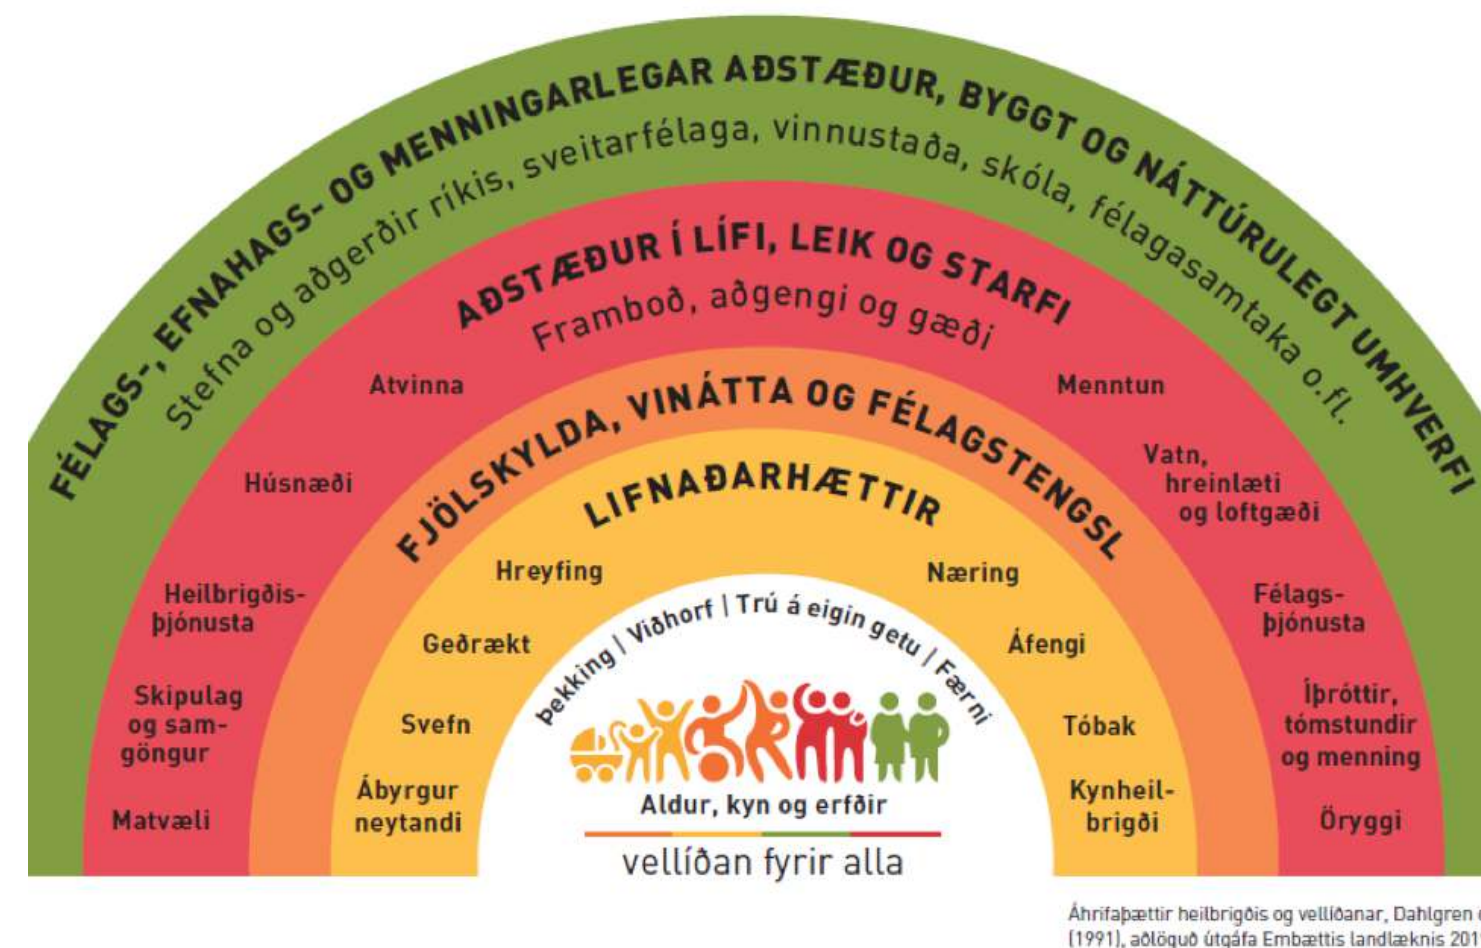 FÉLAGS-, EFNAHAGS- OG MENNINGARLEGAR AÐSTÆÐUR, BYGGT OG NÁTTÚRULEGT UMHVERFI
Stefna og aðgerðir ríkis, sveitarfélaga, vinnustaða, skóla, félagasamtaka o.fl.
AÐSTÆÐUR Í LÍFI, LEIK OG STARFI
Framboð, aðgengi og gæði
Atvinna
Húsnæði
Heilbrigðis-
þjónusta
Skipulag
og sam-
göngur
Matvæli
Menntun
Vatn,
hreinlæti
og loftgæði
Félags-
þjónusta
Íþróttir,
tómstundir
og menning
Öryggi
FJÖLSKYLDA, VINÁTTA OG FÉLAGSTENGSL
LIFNAÐARHÆTTIR
Hreyfing
Geðrækt
Svefn
Ábyrgur
neytandi
Næring
Áfengi
Tóbak
Kynheil-
brigði
Þekking | Viðhorf | Trú á eigin getu | Færni
Aldur, kyn og erfðir
vellíðan fyrir alla
Áhrifaþættir heilbrigðis og vellíðanar, Dahlgren
(1991), aðlöguð útgáfa Embættis landlæknis